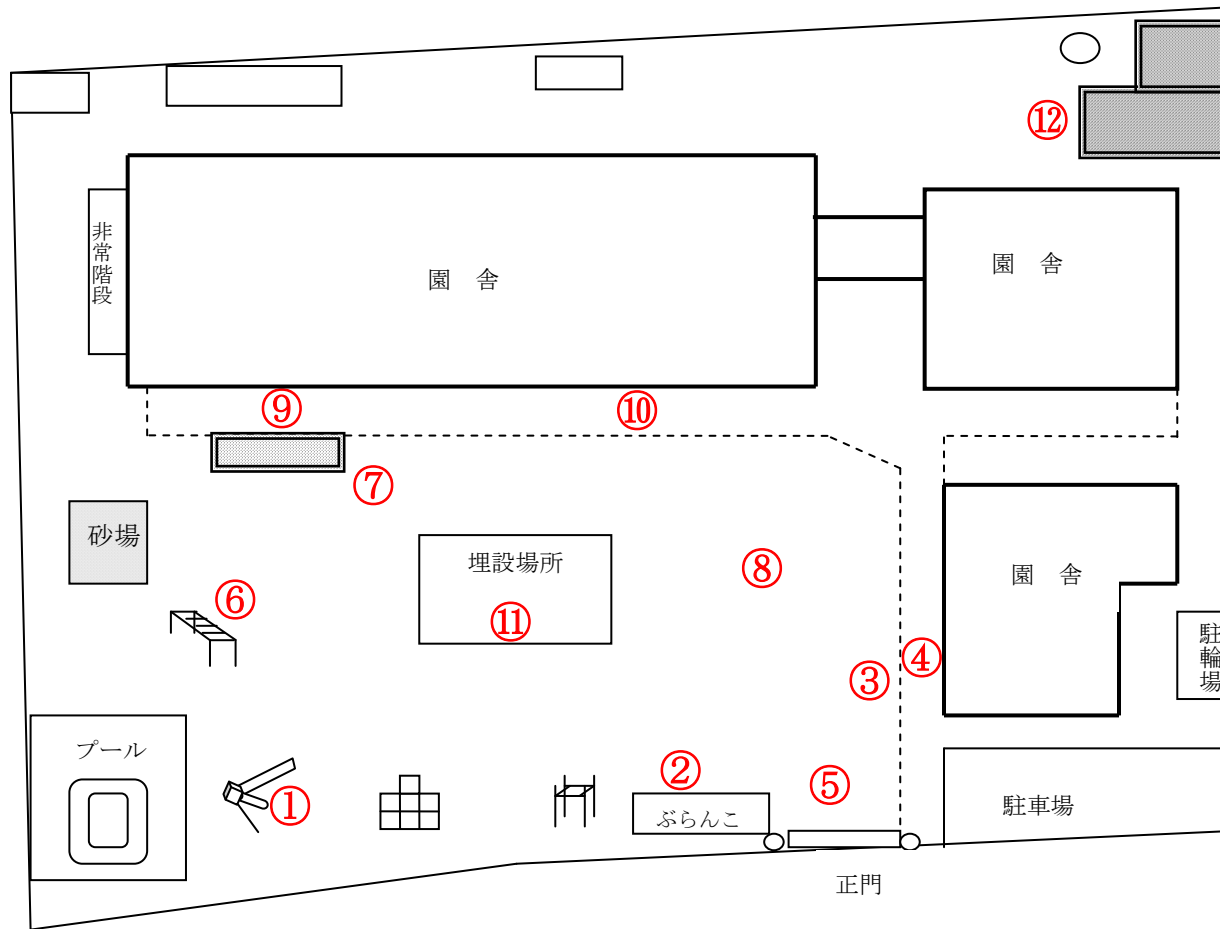 ⑫
非常階段
園　舎
園　舎
⑨
⑩
⑦
砂場
埋設場所
⑧
園　舎
⑥
⑪
④
③
駐輪場
プール
②
⑤
①
ぶらんこ
駐車場
正門